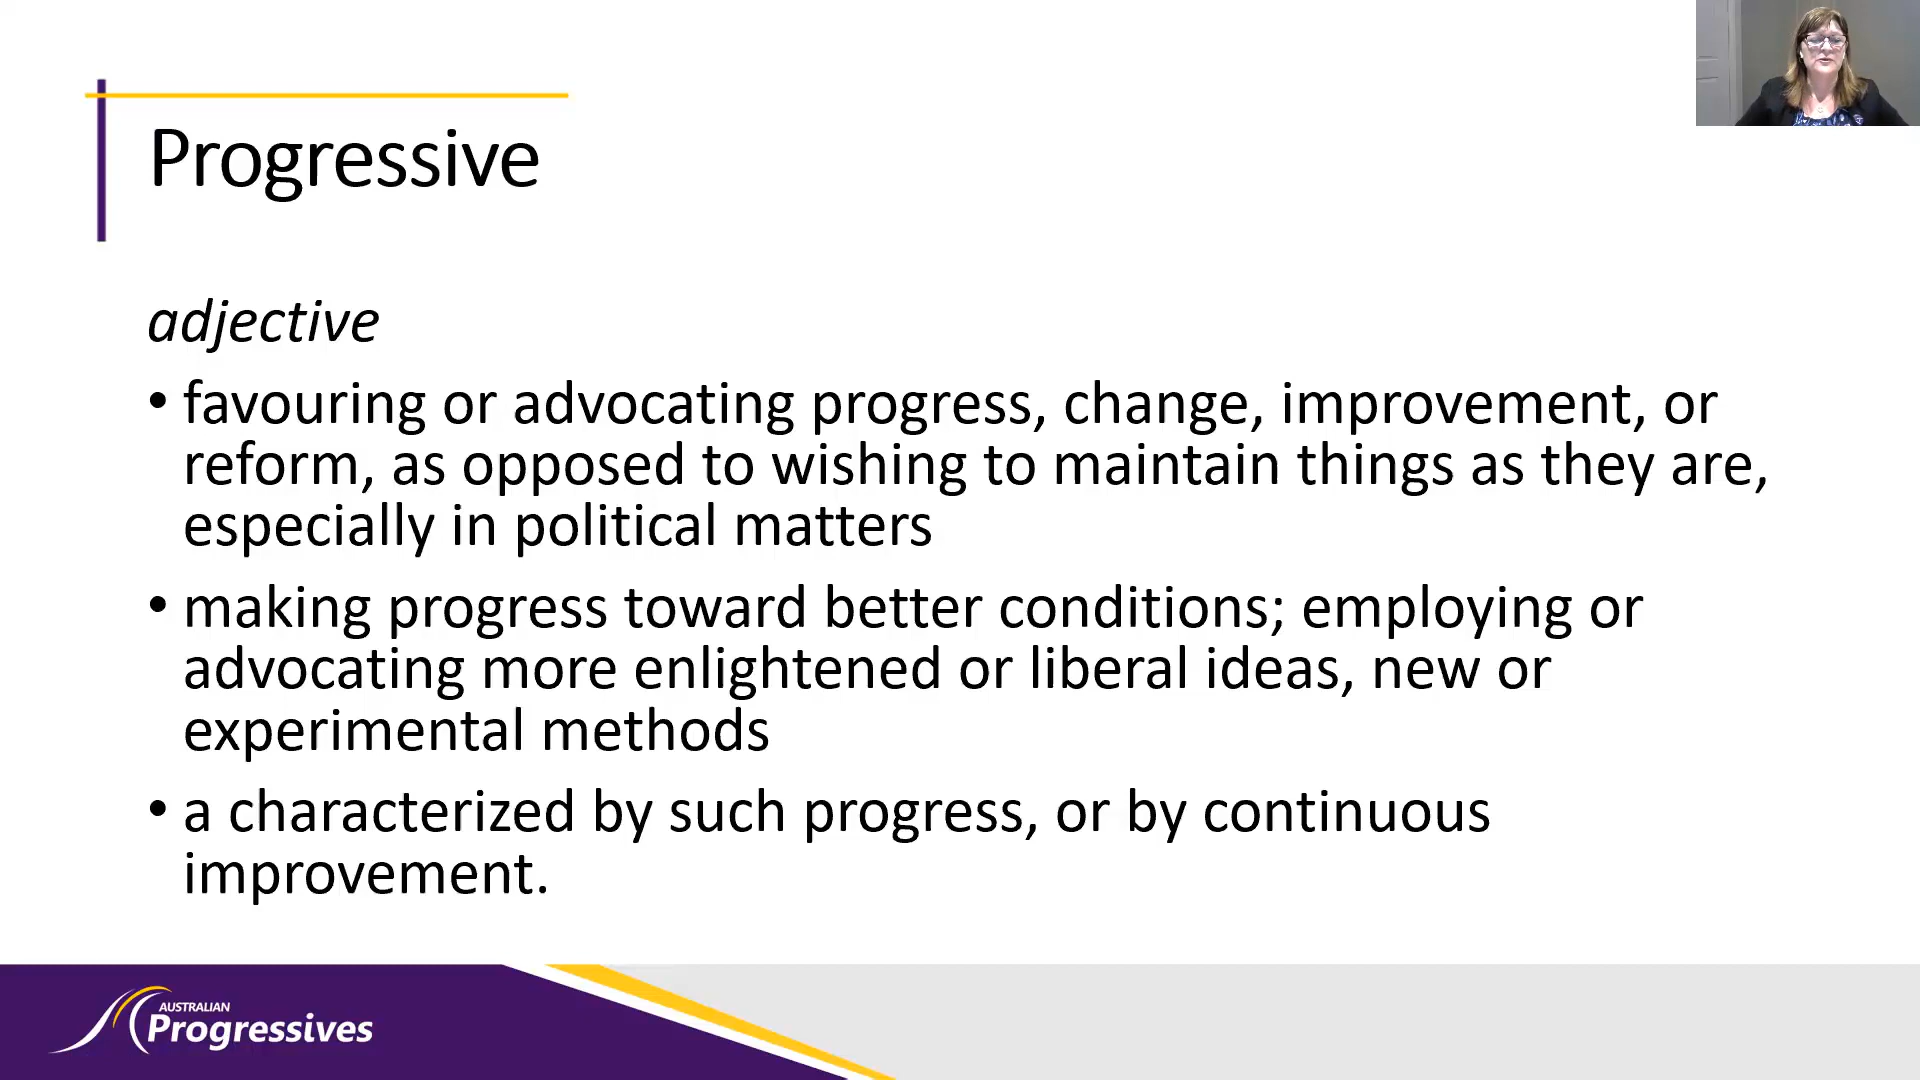 Progressive
adjective
• favouring or advocating progress, change, improvement, or
reform, as opposed to wishing to maintain things as they are,
especially in political matters
• making progress toward better conditions; employing or
advocating more enlightened or liberal ideas, new or
experimental methods
• a characterized by such progress, or by continuous
improvement.
AUSTRALIAN
Progressives